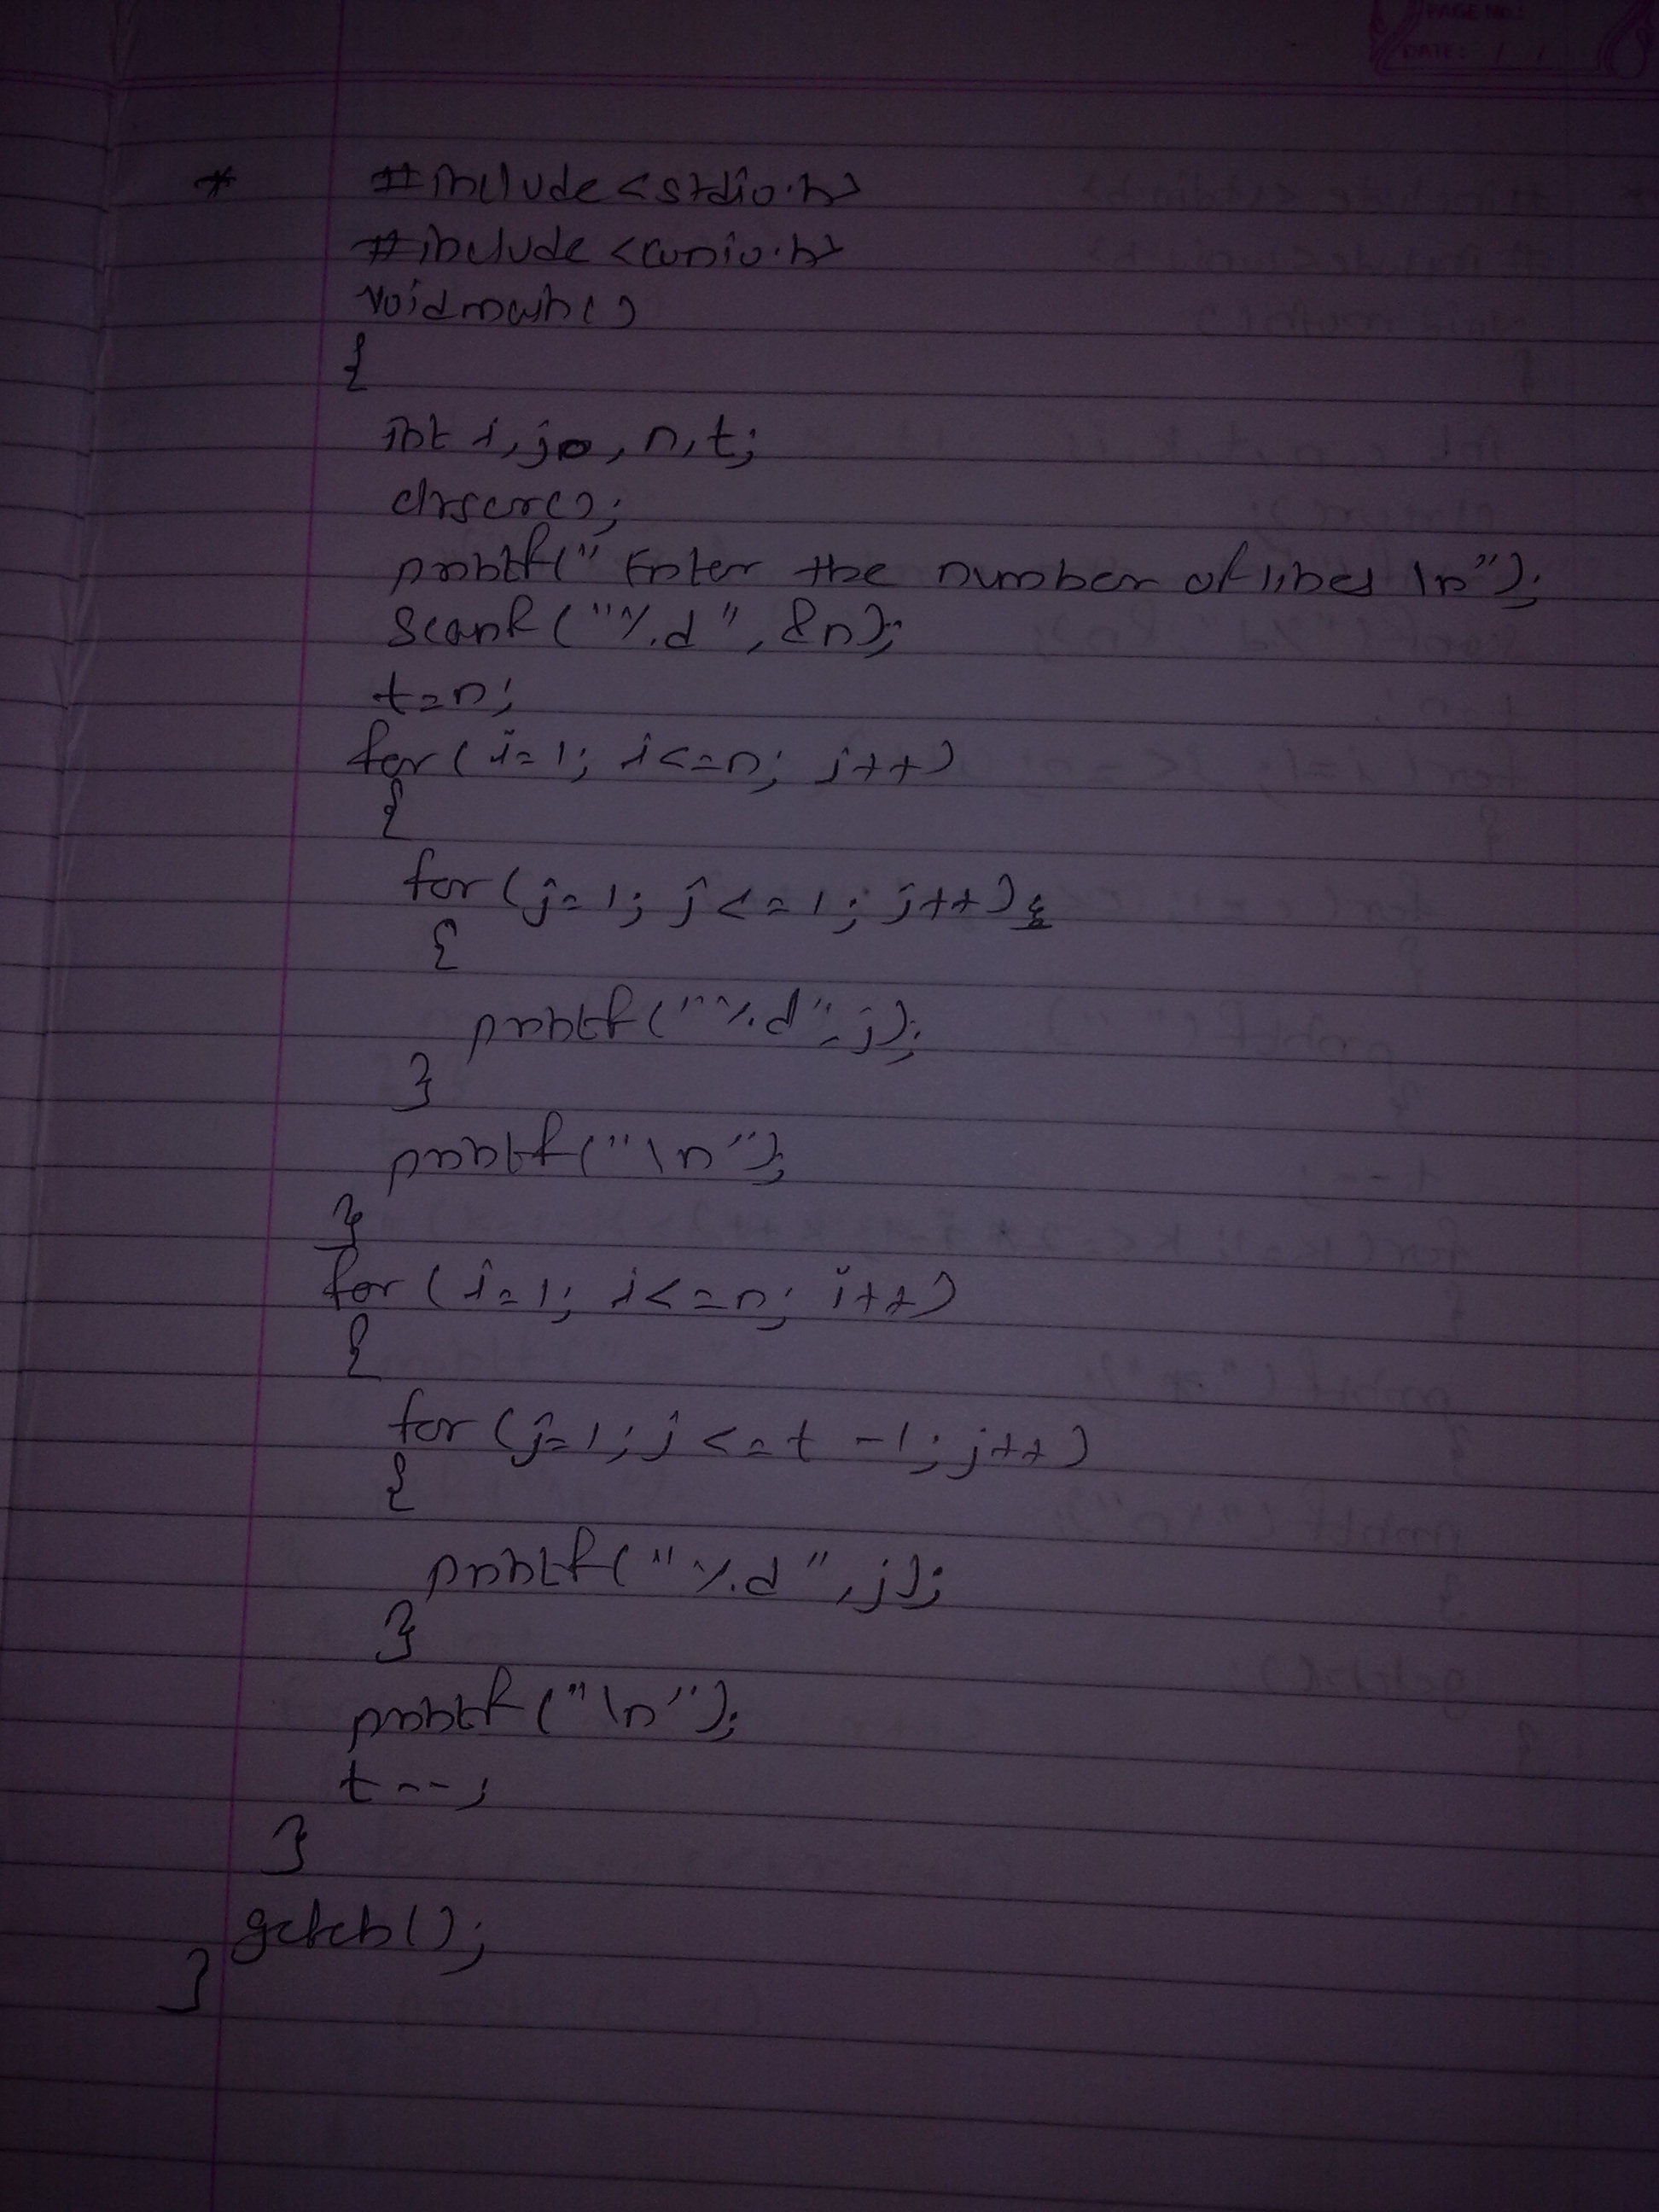 PAGE NO.:
DATE: / /
* #include<stdio.h>
#include<conio.h>
void main()
{
int i,j,n,t;
clrscr();
printf(" Enter the number of lines \n");
scanf("%d", &n);
t=n;
for(i=1; i<=n; i++)
{
for(j=1; j<=1; j++)
{
printf("%d", j);
}
printf("\n");
}
for(i=1; i<=n; i++)
{
for(j=1; j<=t-1; j++)
{
printf("%d", j);
}
printf("\n");
t--;
}
getch();
}